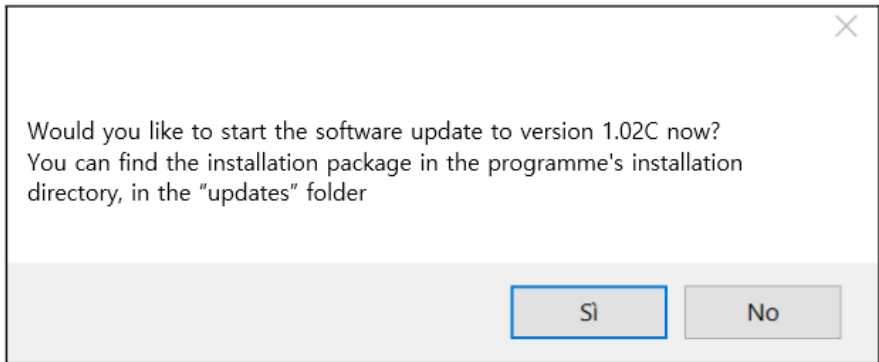 Would you like to start the software update to version 1.02C now?
You can find the installation package in the programme's installation
directory, in the “updates” folder
Sì
No